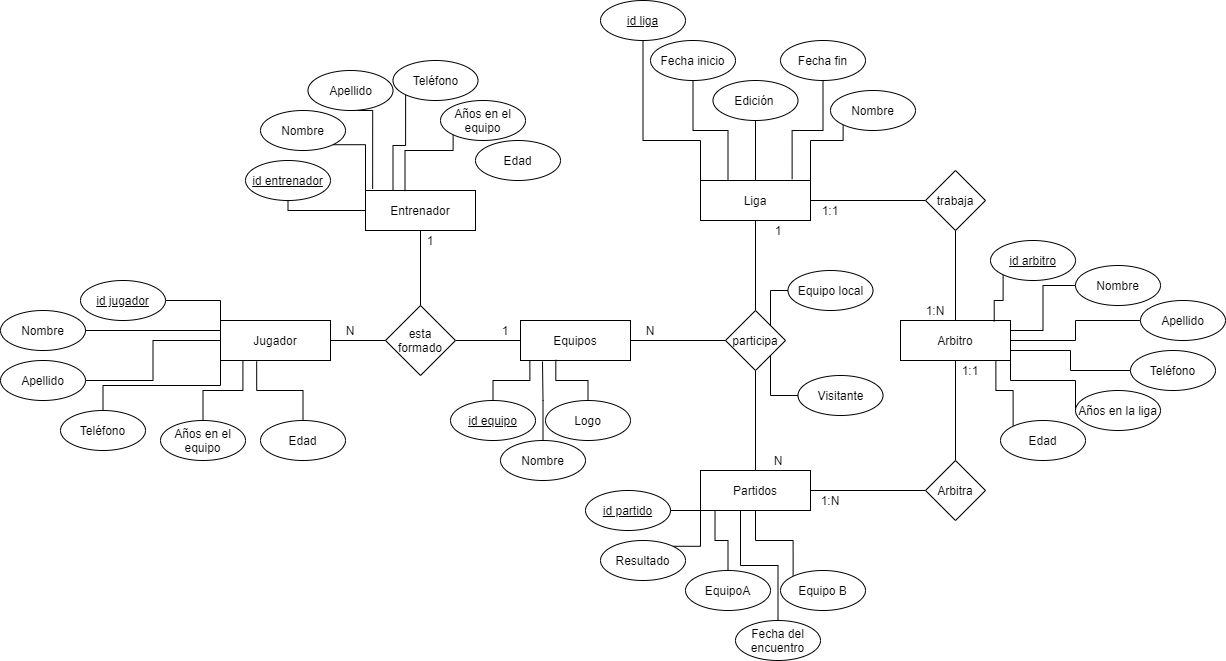 id liga
Fecha inicio
Fecha fin
Edición
Nombre
Liga
1:1
1
trabaja
Apellido
Teléfono
Nombre
Años en el
equipo
Edad
id entrenador
Entrenador
1
id jugador
Nombre
Apellido
Teléfono
Años en el
equipo
Edad
Jugador
N
esta
formado
1
Equipos
N
id equipo
Nombre
Logo
participa
Equipo local
Visitante
N
1:N
id arbitro
Nombre
Apellido
Teléfono
Años en la liga
Edad
Arbitro
1:1
Arbitra
1:N
Partidos
id partido
Resultado
EquipoA
Equipo B
Fecha del
encuentro